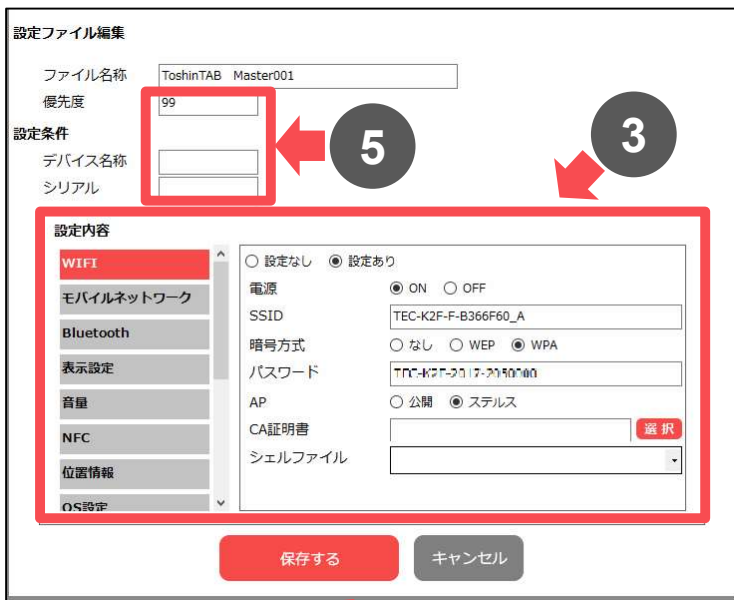 設定ファイル編集
ファイル名称 ToshinTAB Master001
優先度 99
設定条件
デバイス名称
シリアル
5
3
設定内容
WIFI
モバイルネットワーク
Bluetooth
表示設定
音量
NFC
位置情報
OS設定
設定なし 設定あり
電源 ON OFF
SSID TEC-K2F-F-B366F60_A
暗号方式 なし WEP WPA
パスワード
AP 公開 ステルス
CA証明書 選択
シェルファイル
保存する キャンセル